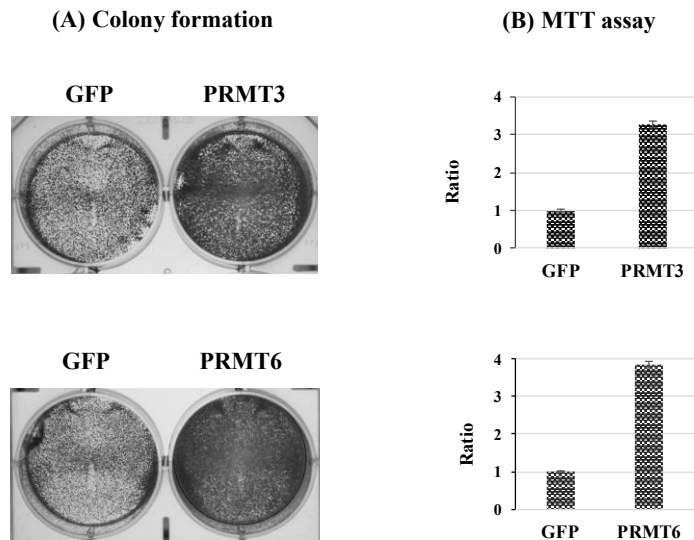 (A) Colony formation
(B) MTT assay
GFP PRMT3
GFP PRMT6
4
3
2
1
0
Ratio
GFP PRMT3
4
3
2
1
0
Ratio
GFP PRMT6